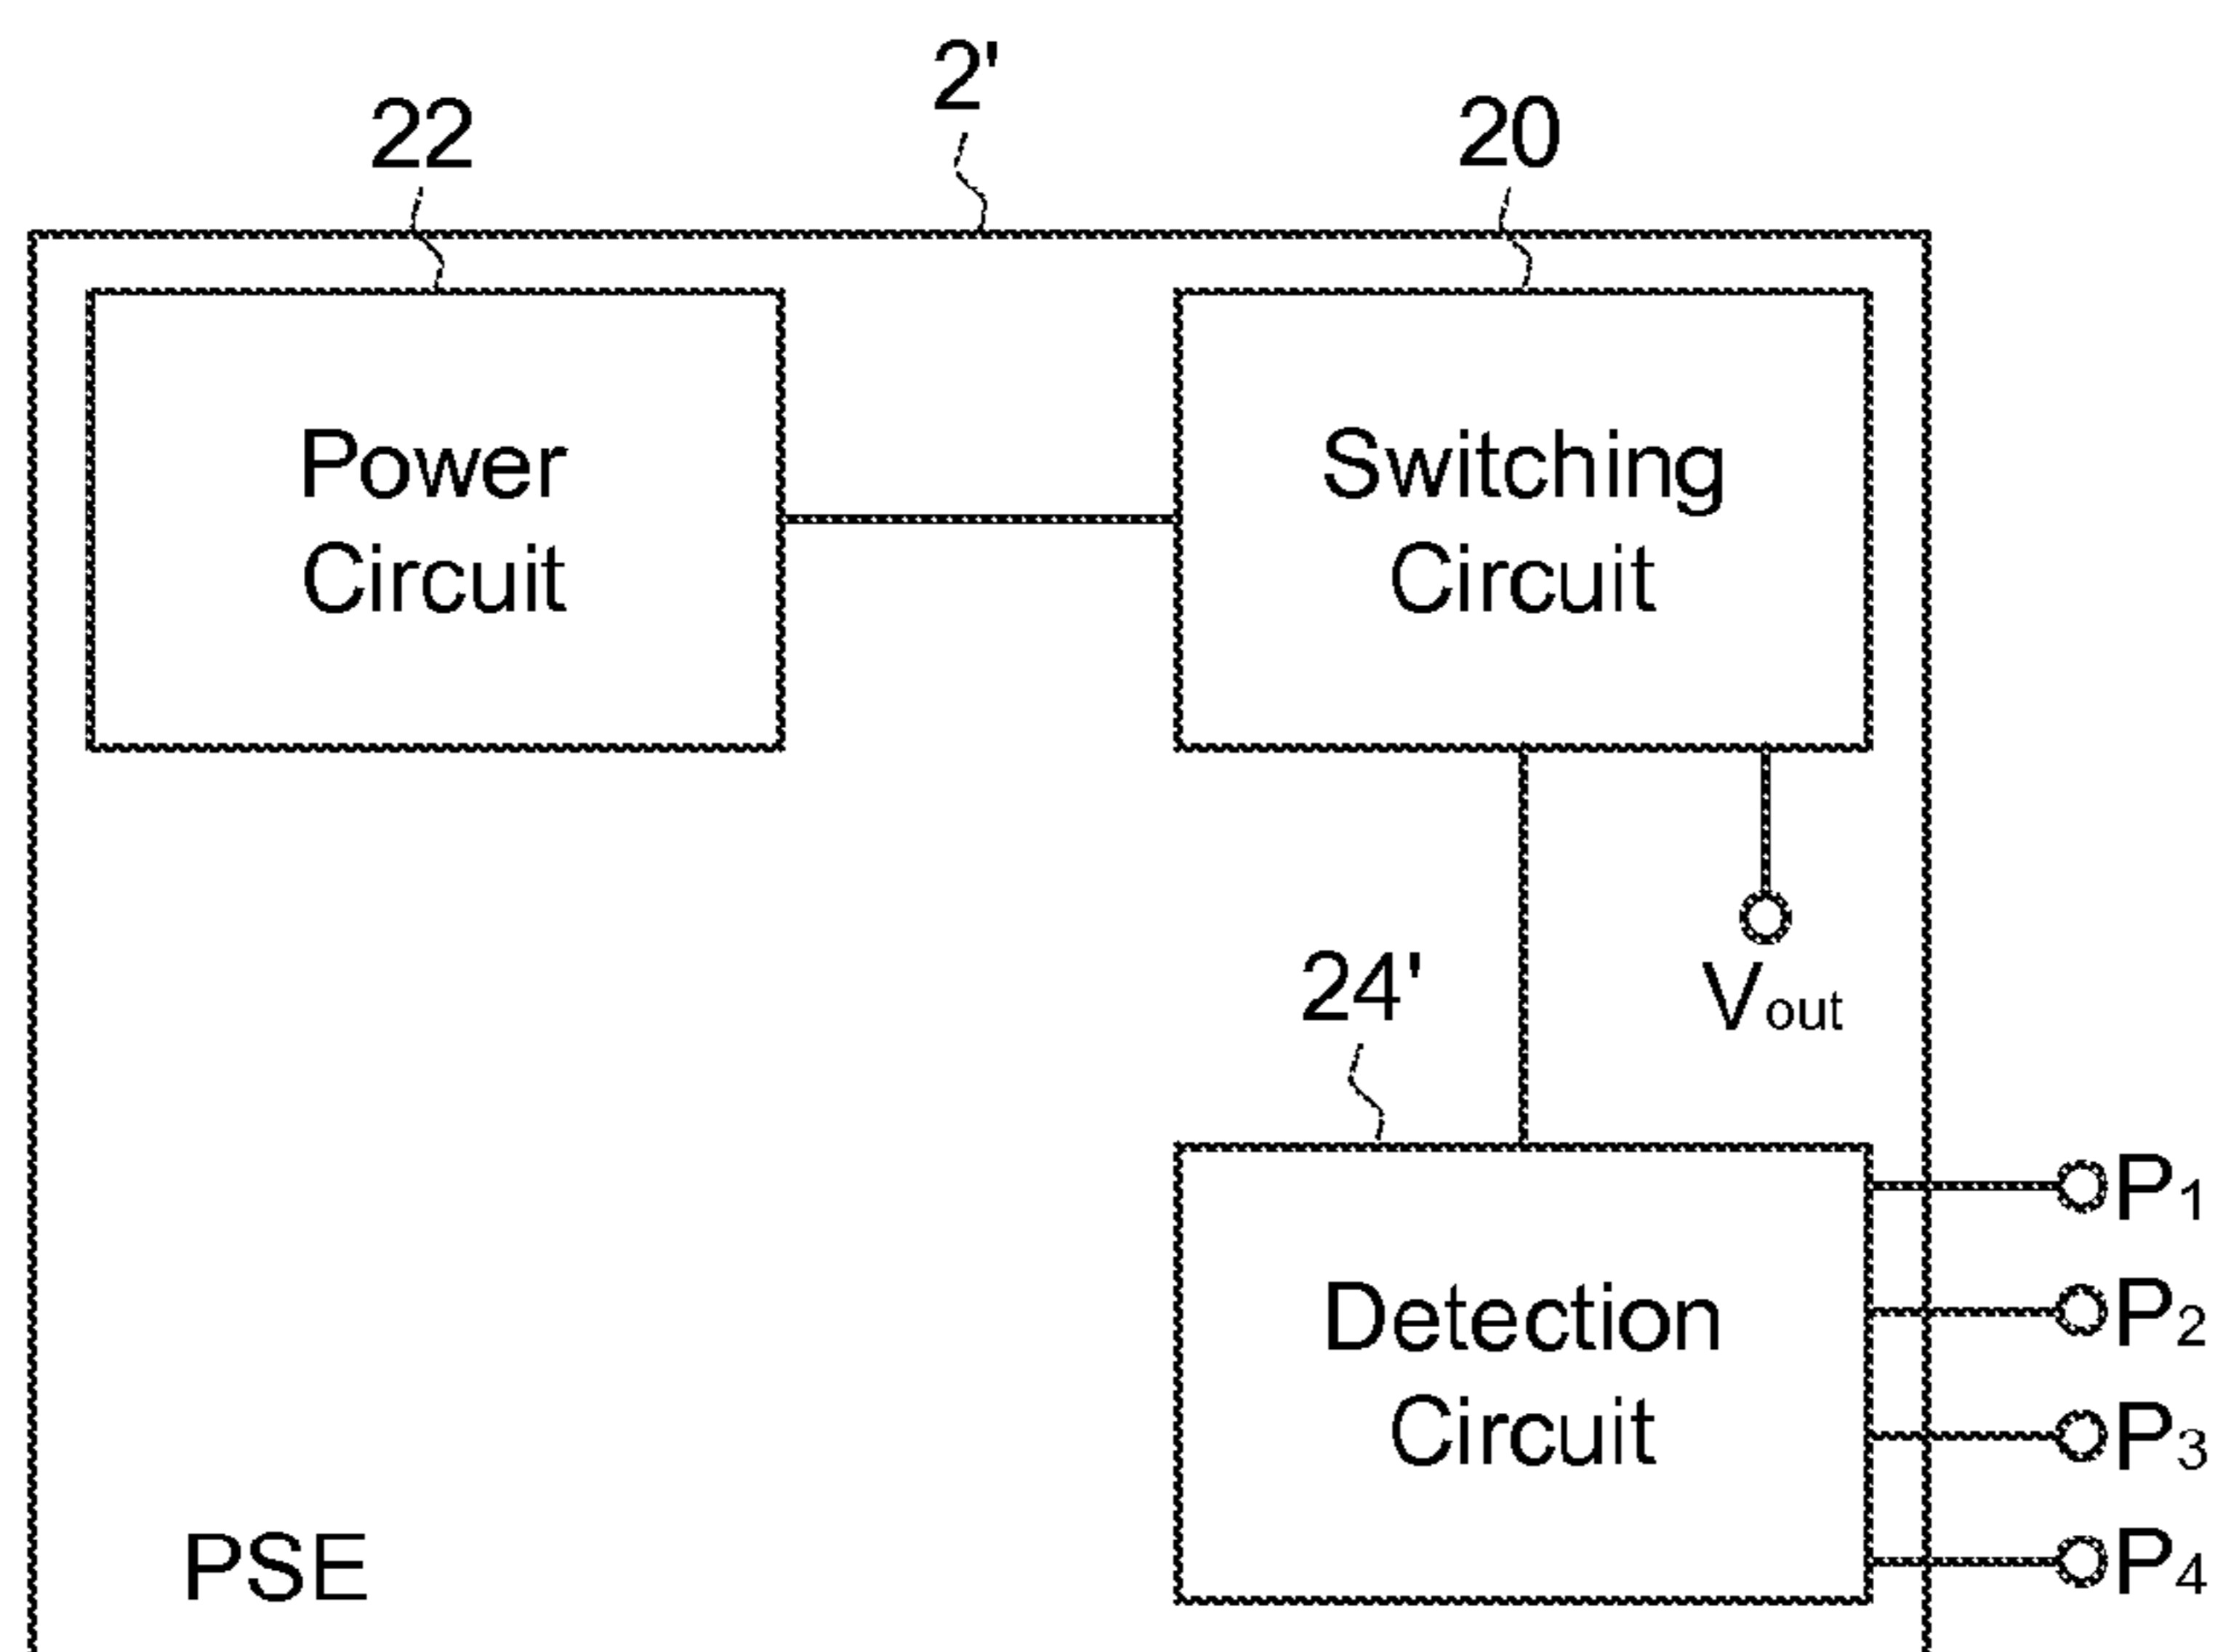 2'
22
20
Power
Circuit
Switching
Circuit
Vout
24'
Detection
Circuit
P1
P2
P3
P4
PSE